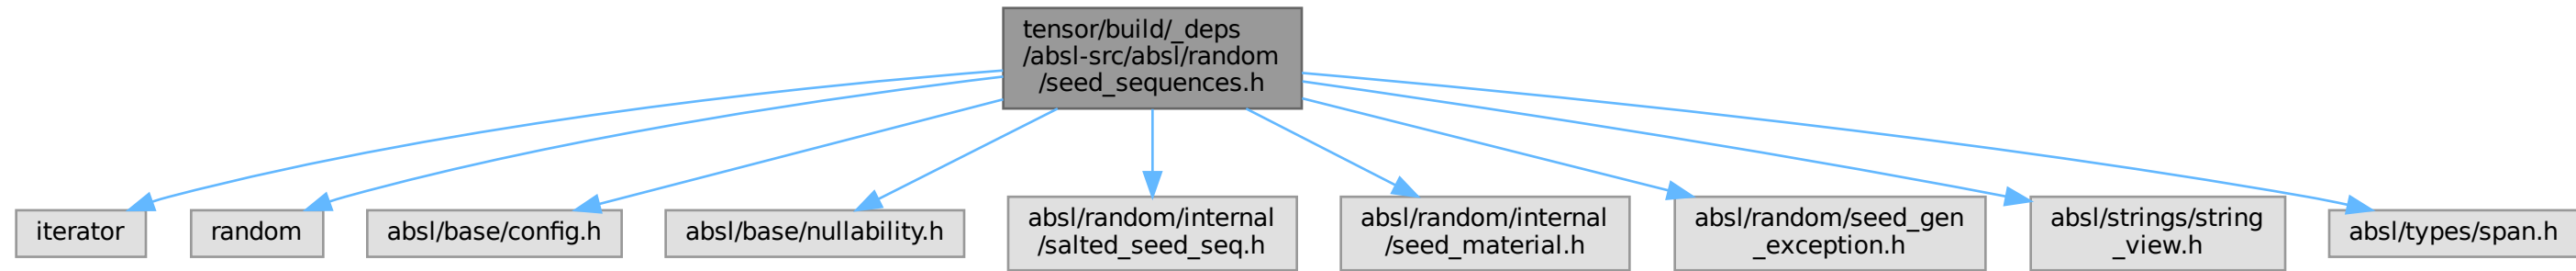 tensor/build/_deps
/absl-src/absl/random
/seed_sequences.h
iterator
random
absl/base/config.h
absl/base/nullability.h
absl/random/internal
/salted_seed_seq.h
absl/random/internal
/seed_material.h
absl/random/seed_gen
_exception.h
absl/strings/string
_view.h
absl/types/span.h